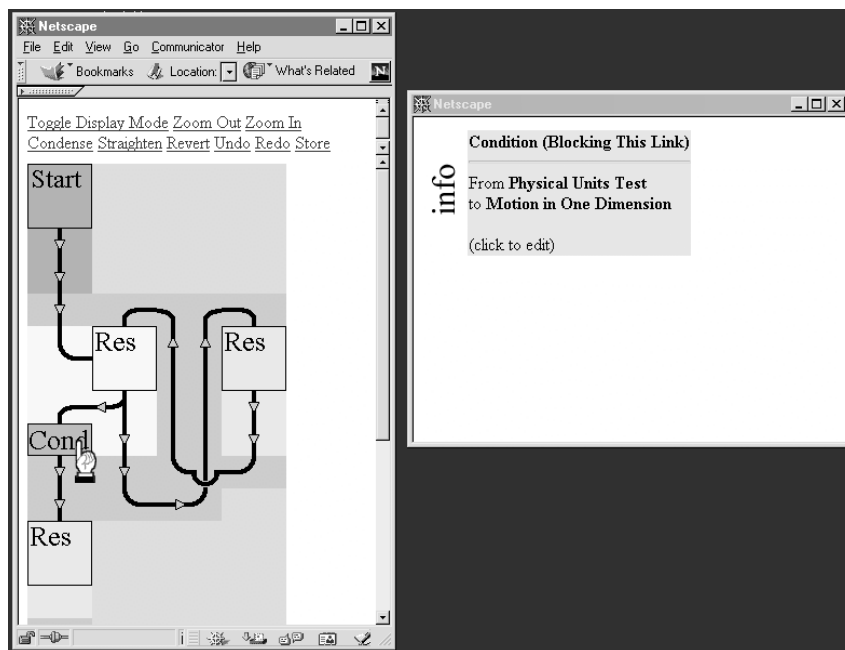 Netscape
File Edit View Go Communicator Help
Bookmarks Location: What's Related N
Toggle Display Mode Zoom Out Zoom In
Condense Straighten Revert Undo Redo Store
Start
Res Res
Cond
Res
Netscape
info
Condition (Blocking This Link)
From Physical Units Test
to Motion in One Dimension
(click to edit)